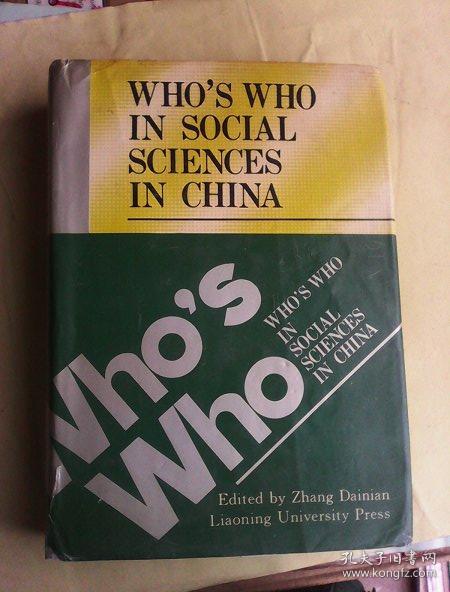 WHO'S WHO
IN SOCIAL
SCIENCES
IN CHINA
Who's
Who
WHO'S WHO
IN
SOCIAL
SCIENCES
IN CHINA
Edited by Zhang Dainian
Liaoning University Press
孔夫子旧书网
www.kongfz.com